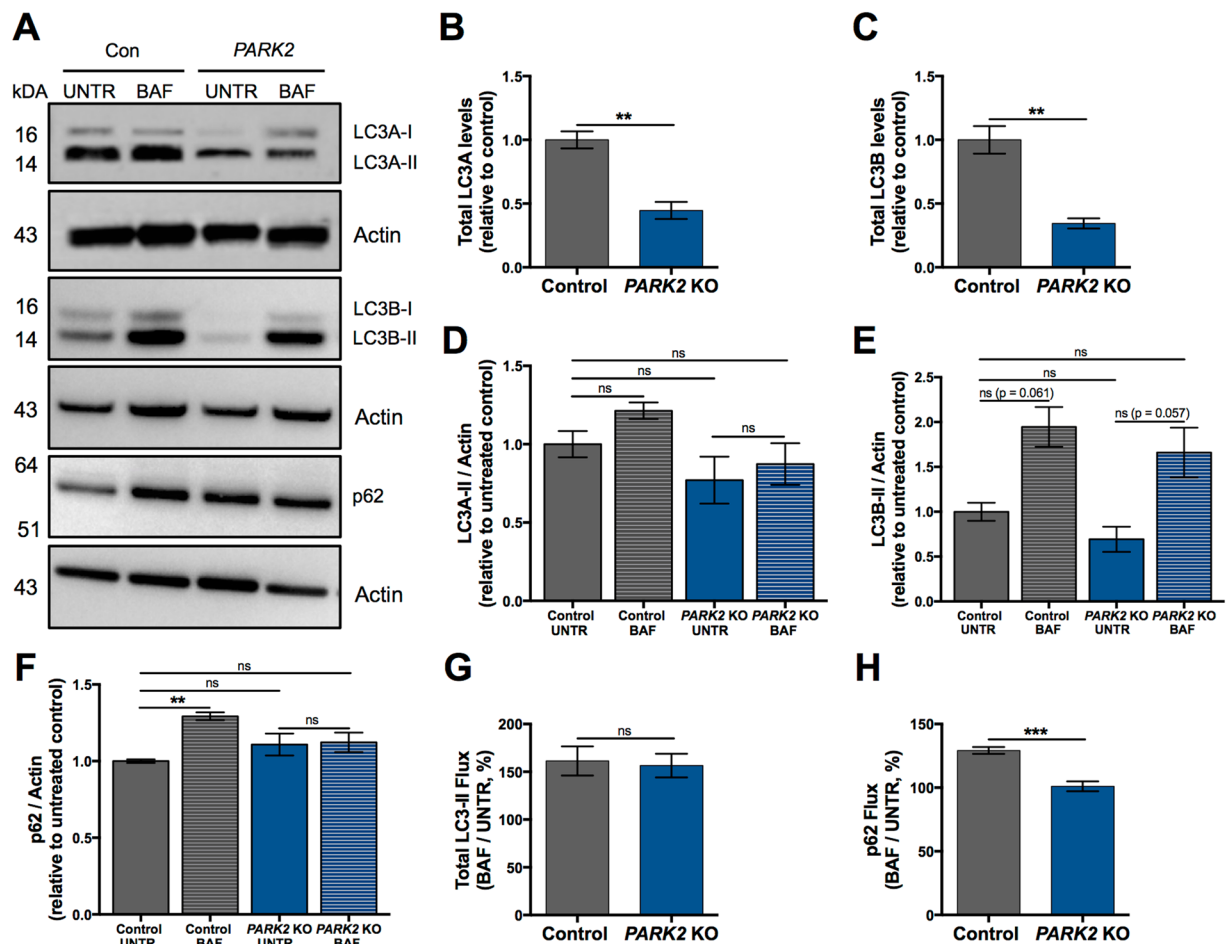 A
Con PARK2
kDA UNTR BAF UNTR BAF
16 LC3A-I
14 LC3A-II
43 Actin
16 LC3B-I
14 LC3B-II
43 Actin
64
p62
51
43 Actin
B
Total LC3A levels
(relative to control)
1.5
1.0
0.5
0.0
**
Control PARK2 KO
C
Total LC3B levels
(relative to control)
1.5
1.0
0.5
0.0
**
Control PARK2 KO
D
LC3A-II / Actin
(relative to untreated control)
1.5
1.0
0.5
0.0
ns
ns
ns
ns
Control Control PARK2 KO PARK2 KO
UNTR BAF UNTR BAF
E
LC3B-II / Actin
(relative to untreated control)
2.5
2.0
1.5
1.0
0.5
0.0
ns
ns
ns (p = 0.061)
ns (p = 0.057)
Control Control PARK2 KO PARK2 KO
UNTR BAF UNTR BAF
F
p62 / Actin
(relative to untreated control)
1.5
1.0
0.5
0.0
ns
ns
**
ns
Control Control PARK2 KO PARK2 KO
UNTR BAF UNTR BAF
G
Total LC3-II Flux
(BAF / UNTR, %)
200
150
100
50
0
ns
Control PARK2 KO
H
p62 Flux
(BAF / UNTR, %)
150
100
50
0
***
Control PARK2 KO